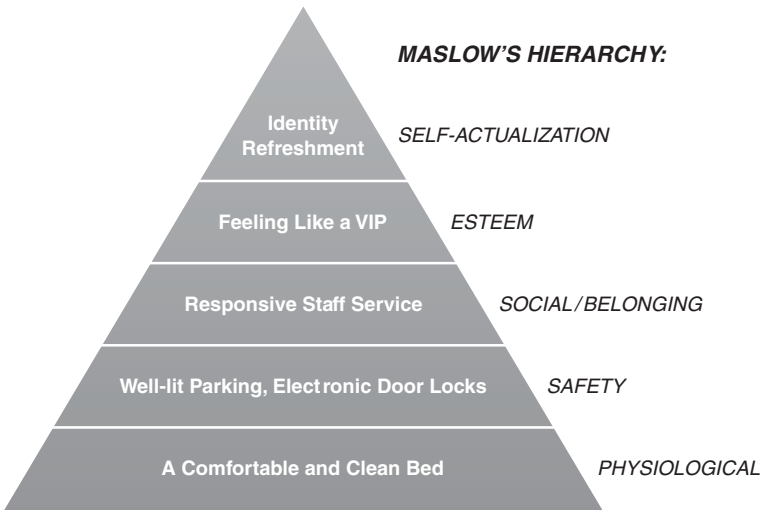 MASLOW'S HIERARCHY:
Identity
Refreshment
SELF-ACTUALIZATION
Feeling Like a VIP
ESTEEM
Responsive Staff Service
SOCIAL/BELONGING
Well-lit Parking, Electronic Door Locks
SAFETY
A Comfortable and Clean Bed
PHYSIOLOGICAL